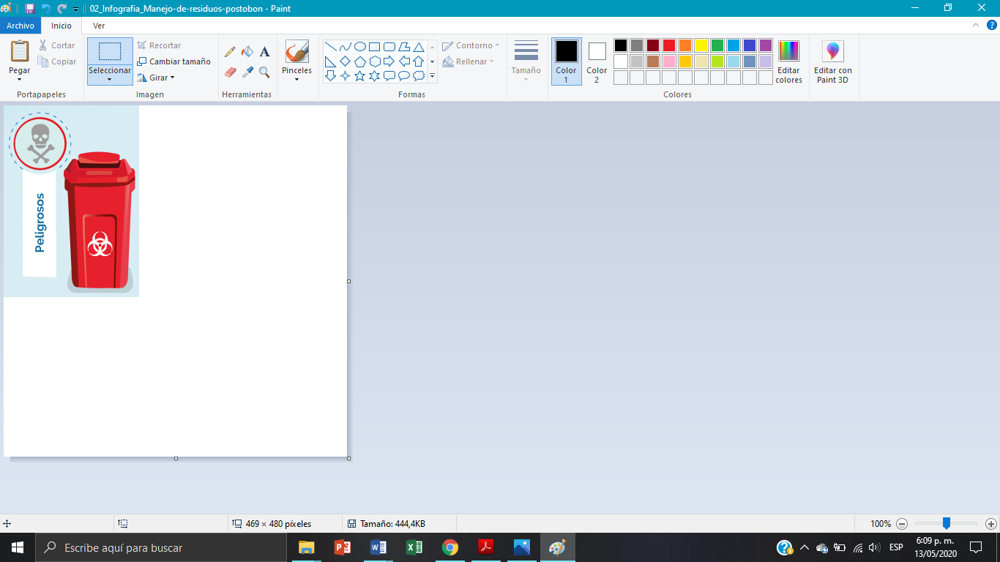 02_Infografia_Manejo-de-residuos-postobon - Paint
Archivo
Inicio
Ver
Pegar
Cortar
Copiar
Portapapeles
Seleccionar
Recortar
Cambiar tamaño
Girar
Imagen
Herramientas
Pinceles
Contorno
Rellenar
Formas
Tamaño
Color 1
Color 2
Editar colores
Colores
Editar con Paint 3D
Peligrosos
469 × 480 píxeles
Tamaño: 444,4KB
100%
Escribe aquí para buscar
ESP
6:09 p. m.
13/05/2020